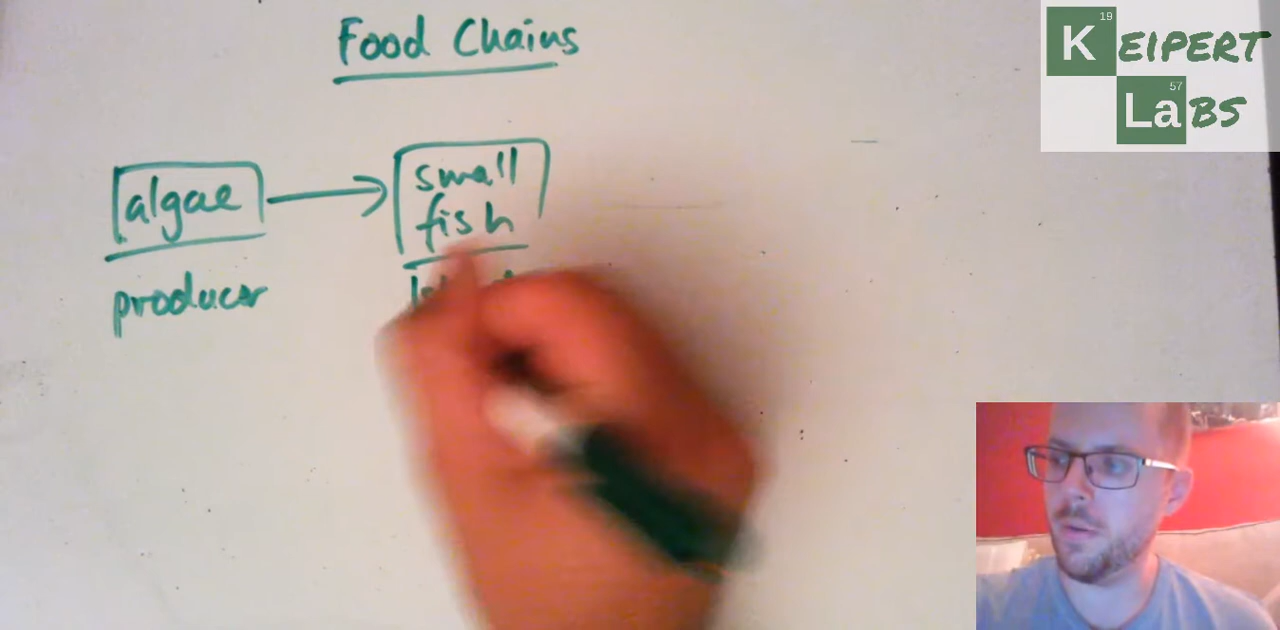 Food Chains
19
KEIPERT
57
LaBS
algae
small
fish
producer